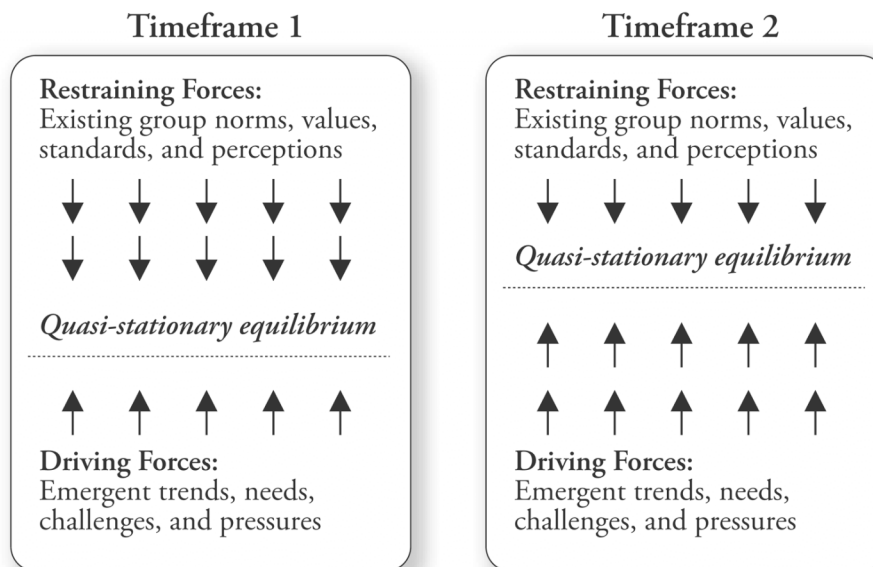 Timeframe 1
Restraining Forces:
Existing group norms, values,
standards, and perceptions
Quasi-stationary equilibrium
Driving Forces:
Emergent trends, needs,
challenges, and pressures
Timeframe 2
Restraining Forces:
Existing group norms, values,
standards, and perceptions
Quasi-stationary equilibrium
Driving Forces:
Emergent trends, needs,
challenges, and pressures